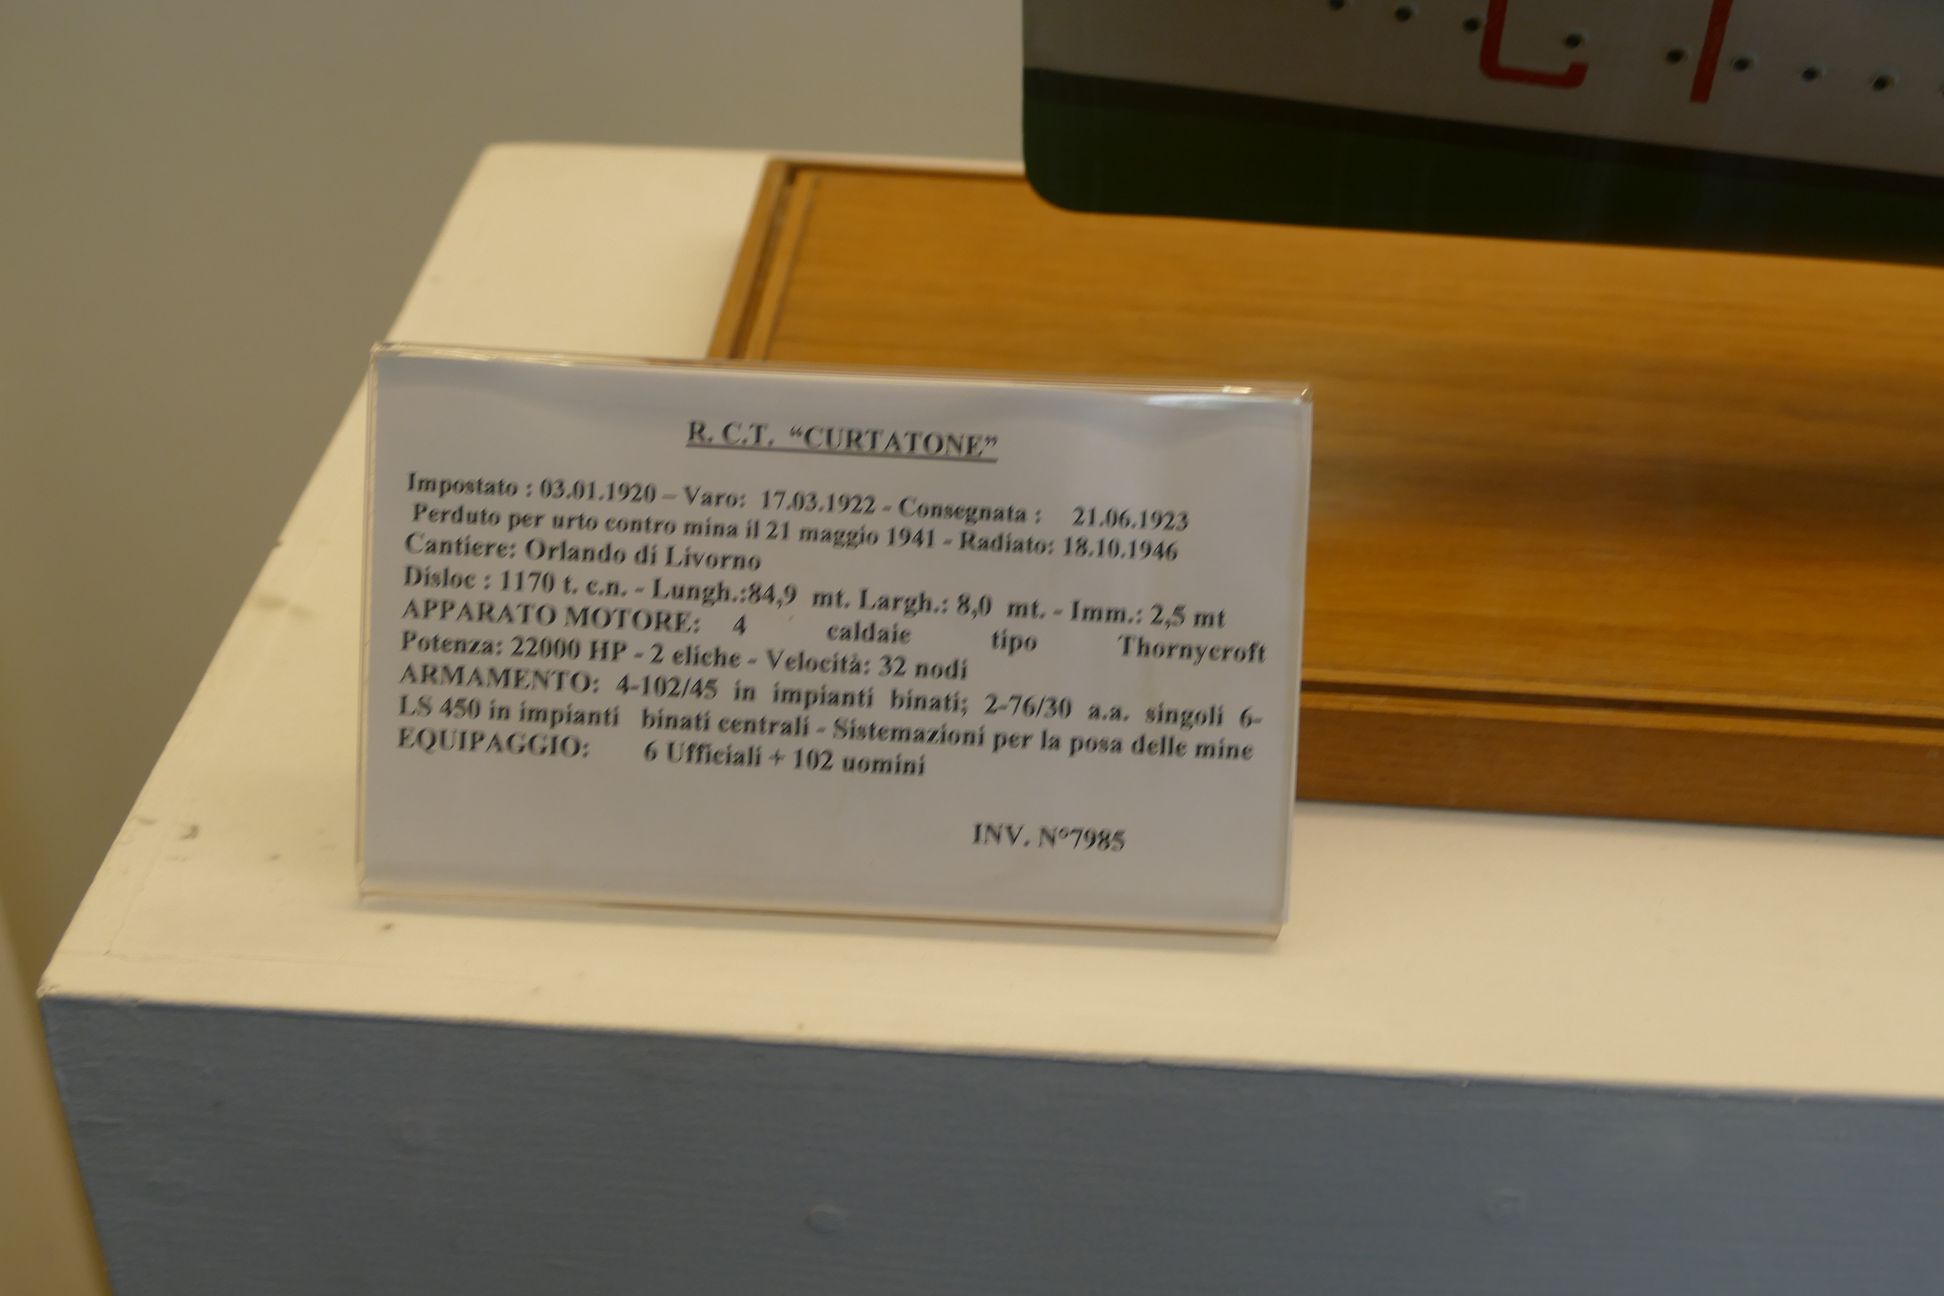 R. C.T. “CURTATONE”
Impostato : 03.01.1920 – Varo: 17.03.1922 - Consegnata : 21.06.1923
Perduto per urto contro mina il 21 maggio 1941 - Radiato: 18.10.1946
Cantiere: Orlando di Livorno
Disloc : 1170 t. c.n. - Lungh.:84,9 mt. Largh.: 8,0 mt. - Imm.: 2,5 mt
APPARATO MOTORE: 4 caldaie tipo Thornycroft
Potenza: 22000 HP - 2 eliche - Velocità: 32 nodi
ARMAMENTO: 4-102/45 in impianti binati; 2-76/30 a.a. singoli 6-
LS 450 in impianti binati centrali - Sistemazioni per la posa delle mine
EQUIPAGGIO: 6 Ufficiali + 102 uomini
INV. N°7985